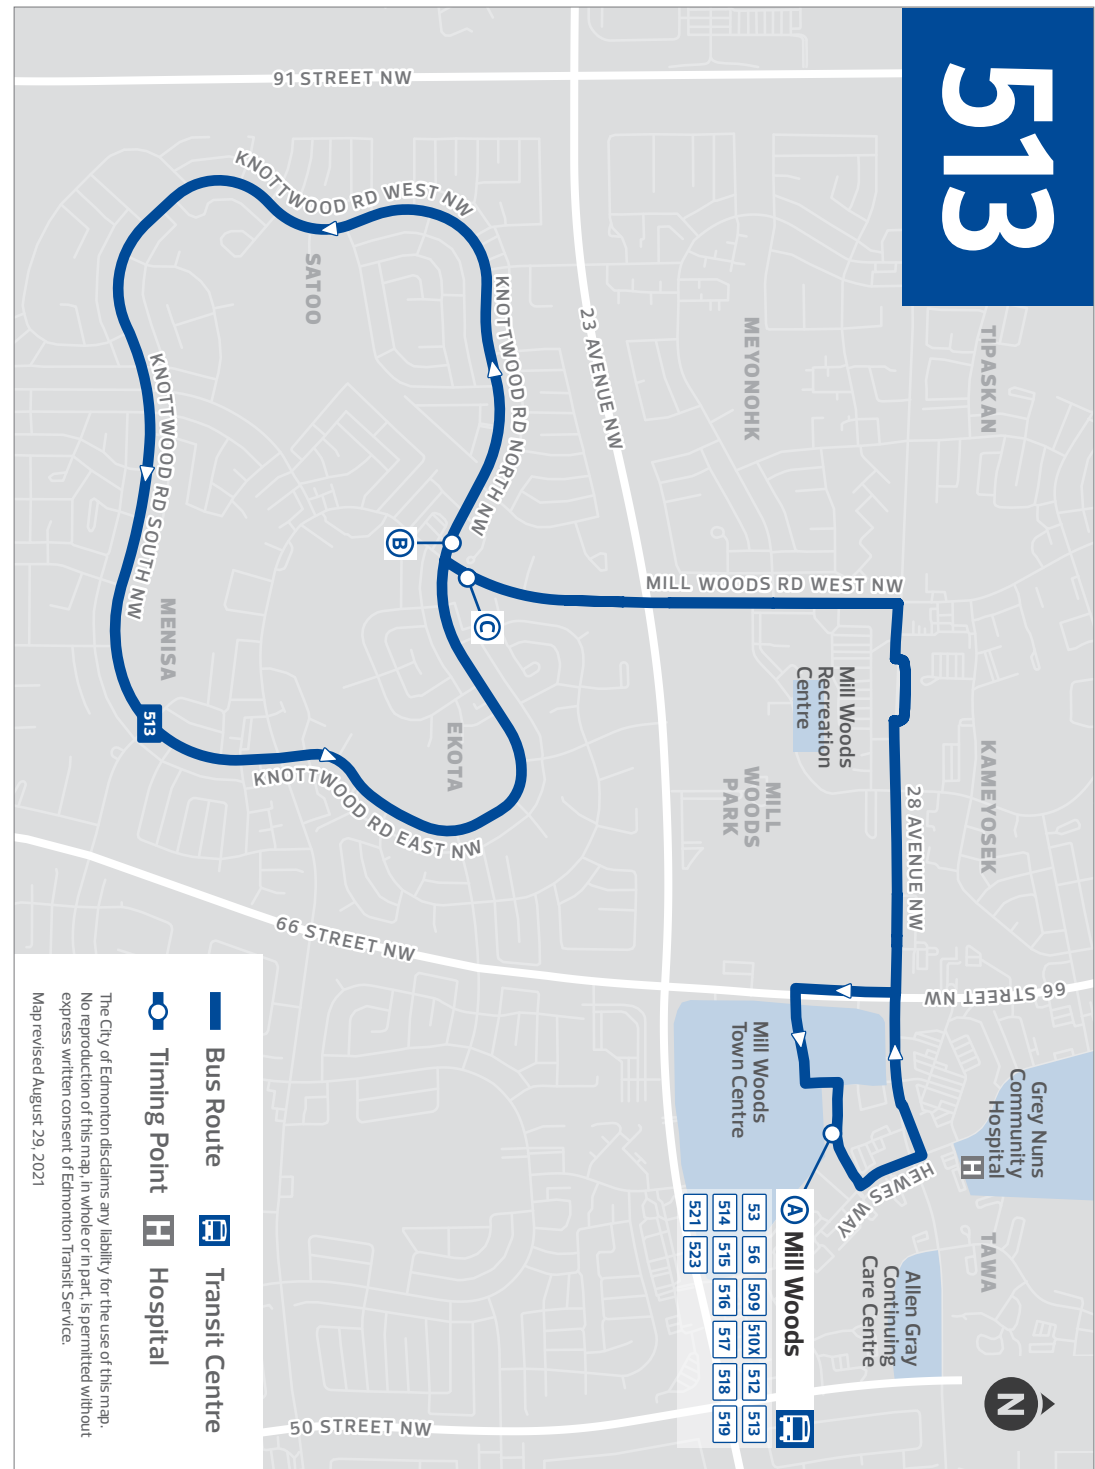 513
91 STREET NW
KNOTTWOOD RD WEST NW
SATOO
KNOTTWOOD RD NORTH NW
KNOTTWOOD RD SOUTH NW
23 AVENUE NW
MEYONOHK
TIPASKAN
B
C
MILL WOODS RD WEST NW
MENISA
513
EKOTA
KNOTTWOOD RD EAST NW
Mill Woods
Recreation
Centre
MILL
WOODS
PARK
KAMEYOSEK
28 AVENUE NW
66 STREET NW
66 STREET NW
Mill Woods
Town Centre
Grey Nuns
Community
Hospital
H
HEWES WAY
TAWA
Allen Gray
Continuing
Care Centre
A Mill Woods
53 56 509 510X 512 513
514 515 516 517 518 519
521 523
50 STREET NW
N
Bus Route
Transit Centre
Timing Point
H Hospital
The City of Edmonton disclaims any liability for the use of this map.
No reproduction of this map, in whole or in part, is permitted without
express written consent of Edmonton Transit Service.
Map revised August 29, 2021